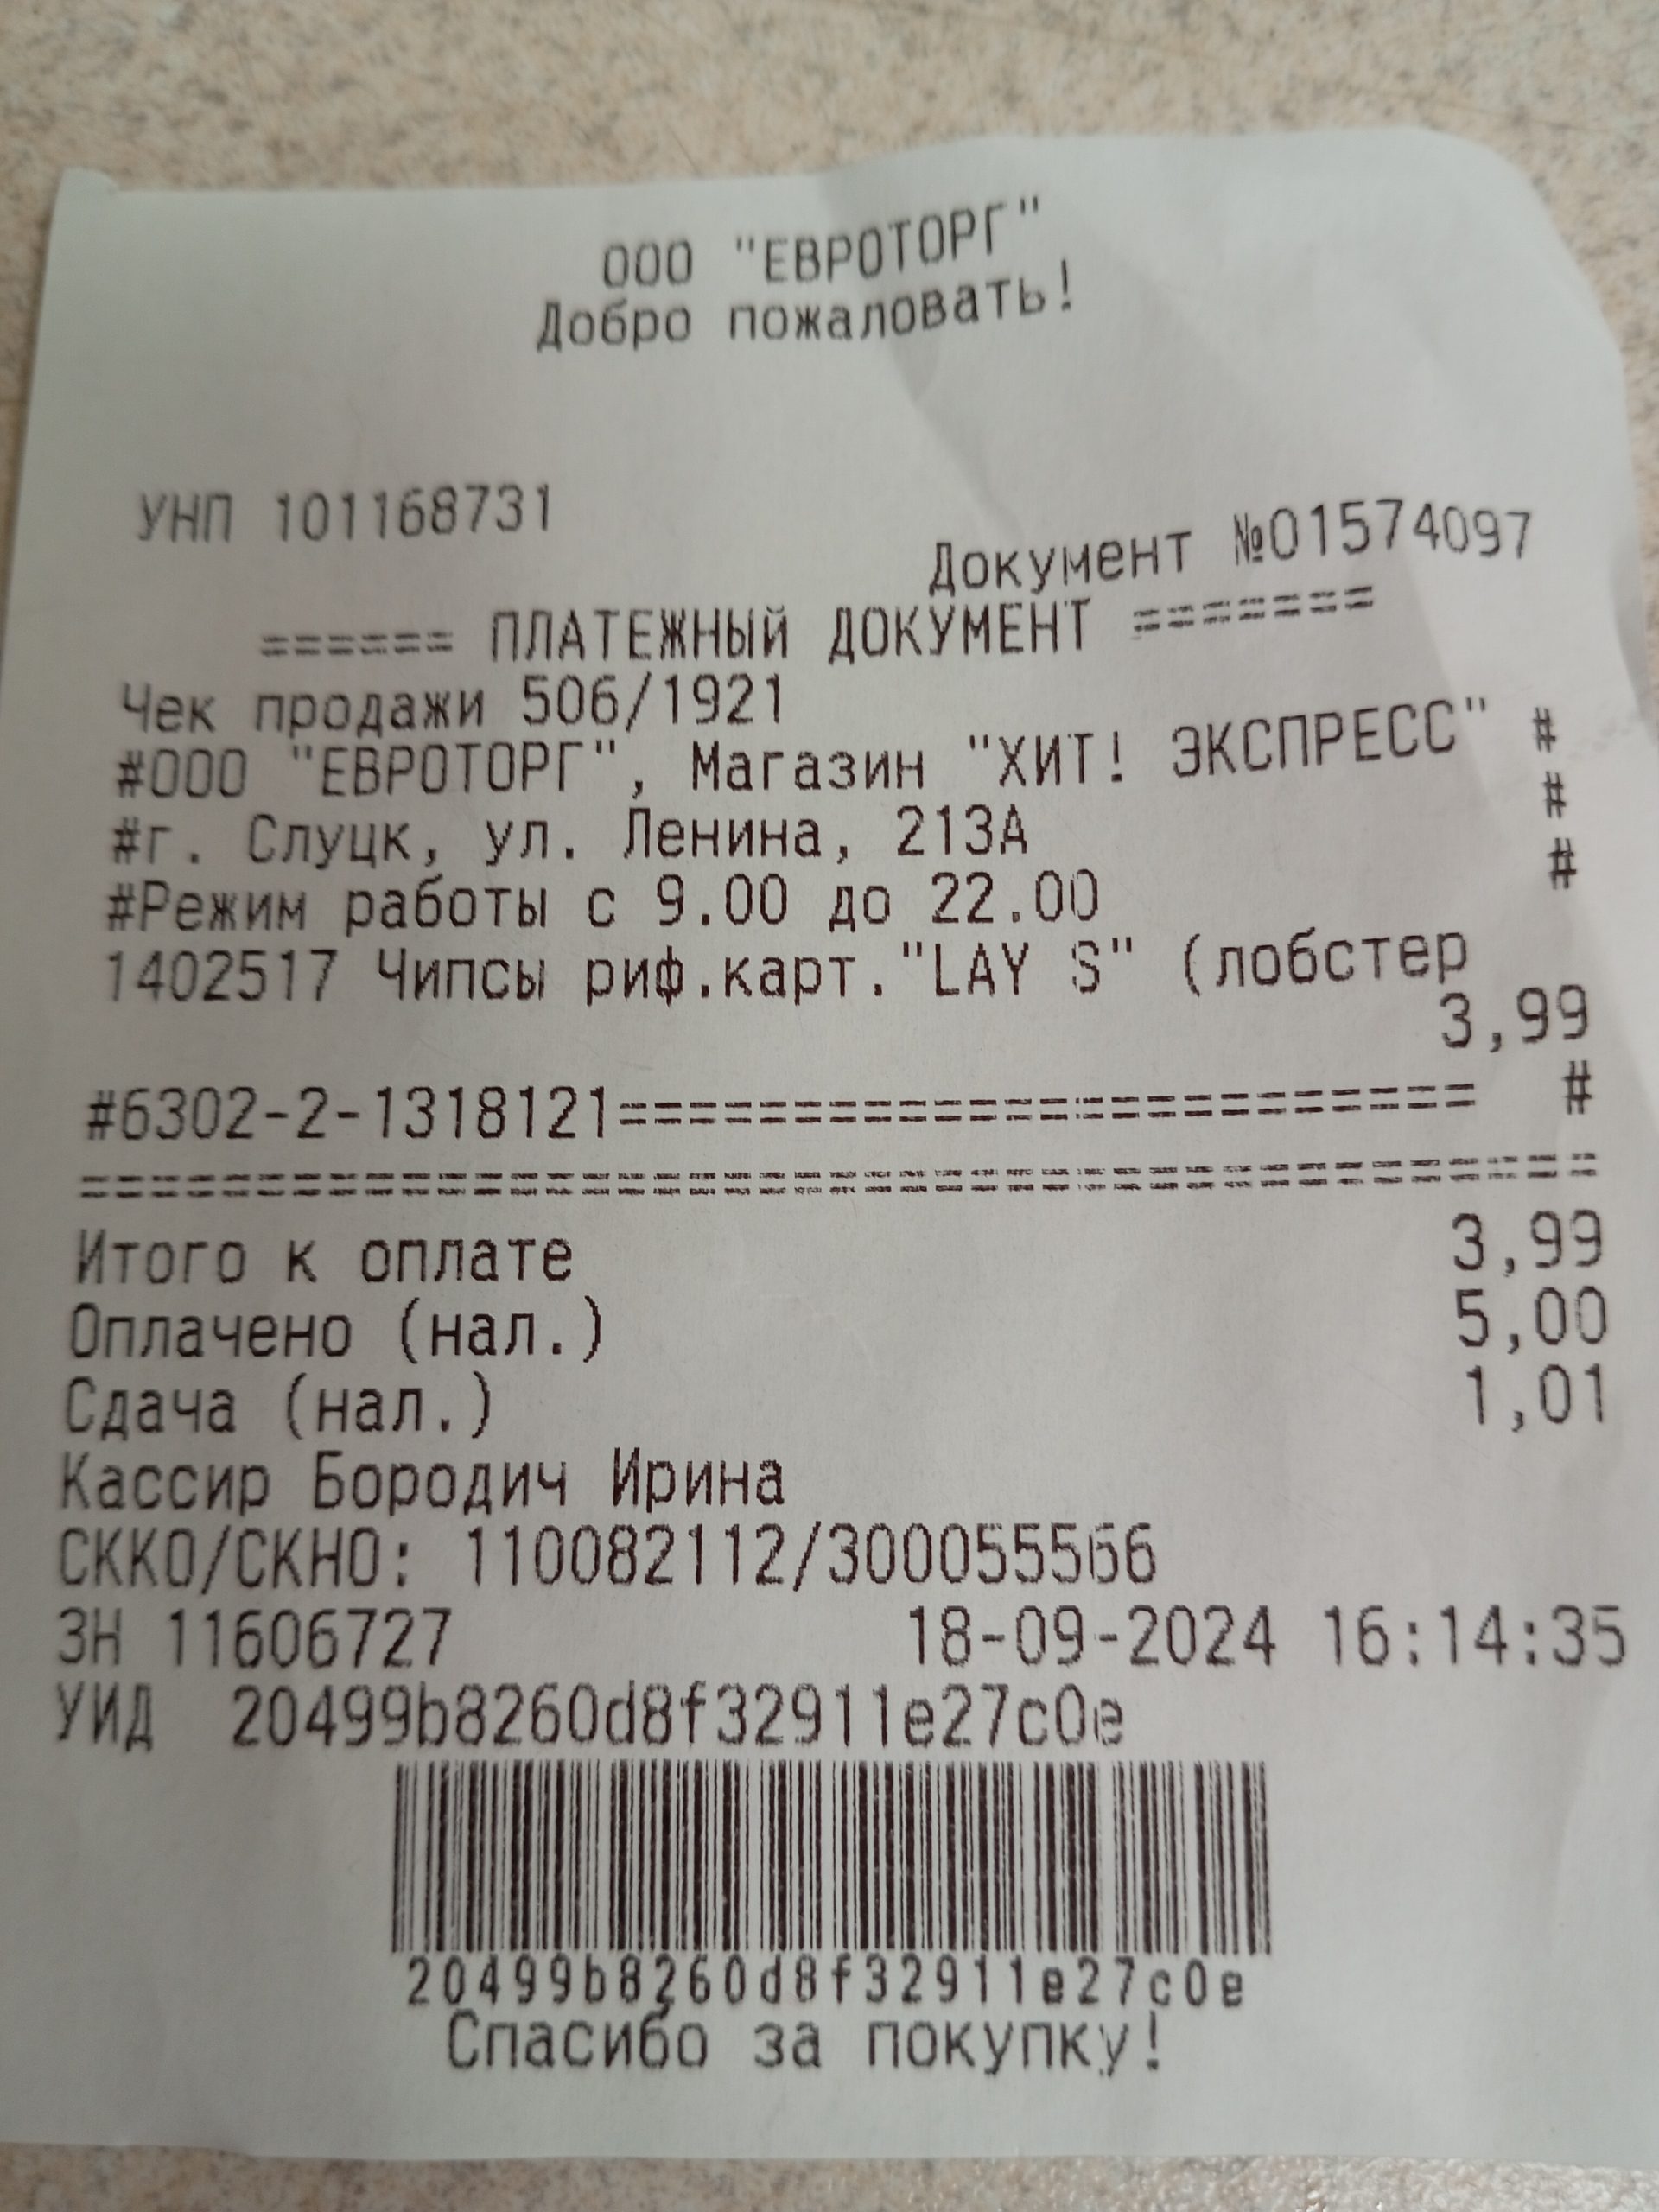 ООО "ЕВРОТОРГ"
Добро пожаловать!
УНП 101168731
Документ №01574097
====== ПЛАТЕЖНЫЙ ДОКУМЕНТ =======
Чек продажи 506/1921
#ООО "ЕВРОТОРГ", Магазин "ХИТ! ЭКСПРЕСС" #
#г. Слуцк, ул. Ленина, 213А #
#Режим работы с 9.00 до 22.00 #
1402517 Чипсы риф.карт."LAY S" (лобстер
3,99
#6302-2-1318121========================= #
==========================================
Итого к оплате 3,99
Оплачено (нал.) 5,00
Сдача (нал.) 1,01
Кассир Бородич Ирина
СККО/СКНО: 110082112/300055566
ЗН 11606727 18-09-2024 16:14:35
УИД 20499b8260d8f32911e27c0e
20499b8260d8f32911e27c0e
Спасибо за покупку!